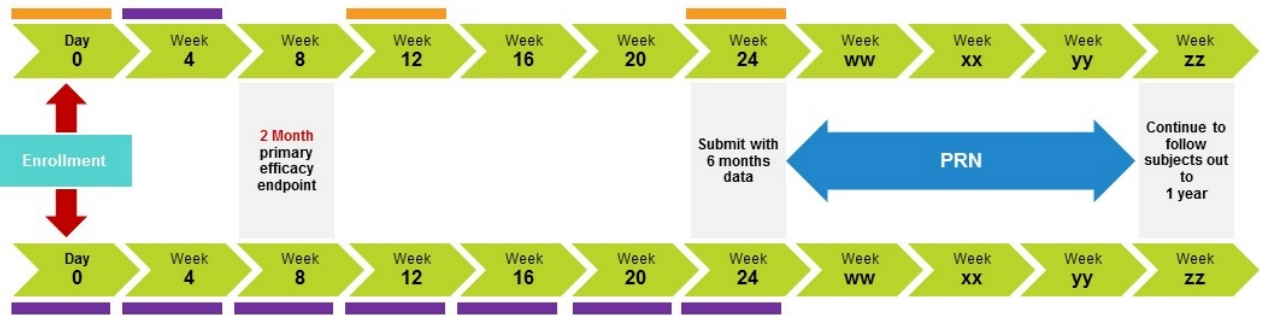 Day Week Week Week Week Week Week Week Week Week Week
0 4 8 12 16 20 24 ww xx yy zz
Enrollment
2 Month
primary
efficacy
endpoint
Submit with
6 months
data
PRN
Continue to
follow
subjects out
to
1 year
Day Week Week Week Week Week Week Week Week Week Week
0 4 8 12 16 20 24 ww xx yy zz